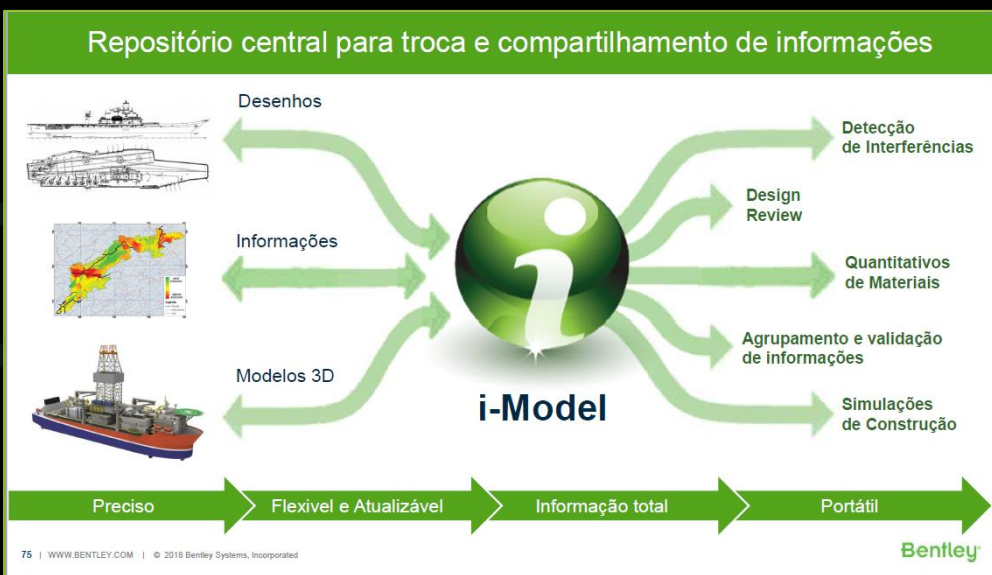 Repositório central para troca e compartilhamento de informações
Desenhos
Informações
Modelos 3D
i
i-Model
Detecção
de Interferências
Design
Review
Quantitativos
de Materiais
Agrupamento e validação
de informações
Simulações
de Construção
Preciso
Flexivel e Atualizável
Informação total
Portátil
75 | WWW.BENTLEY.COM | © 2018 Bentley Systems, Incorporated
Bentley